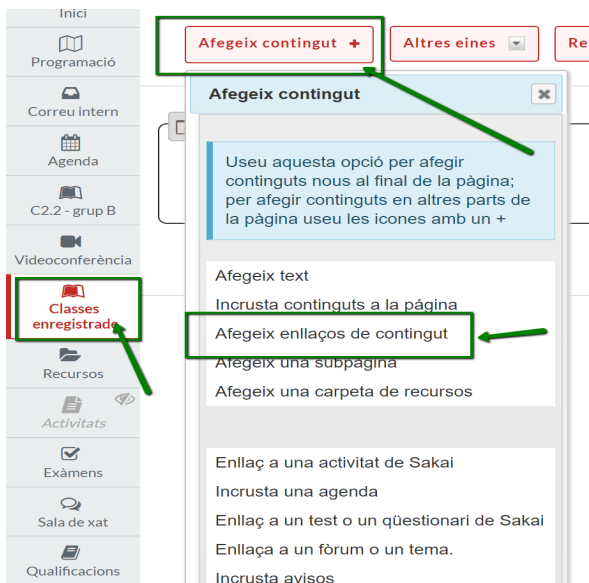 Inici
Programació
Correu intern
Agenda
C2.2 - grup B
Videoconferència
Classes
enregistrade
Recursos
Activitats
Exàmens
Sala de xat
Qualificacions
Afegeix contingut +
Altres eines
Re
Afegeix contingut
Useu aquesta opció per afegir
continguts nous al final de la pàgina;
per afegir continguts en altres parts de
la pàgina useu les icones amb un +
Afegeix text
Incrusta continguts a la págína
Afegeix enllaços de contingut
Afegeix una subpàgina
Afegeix una carpeta de recursos
Enllaç a una activitat de Sakai
Incrusta una agenda
Enllaç a un test o un qüestionari de Sakai
Enllaça a un fòrum o un tema.
Incrusta avisos